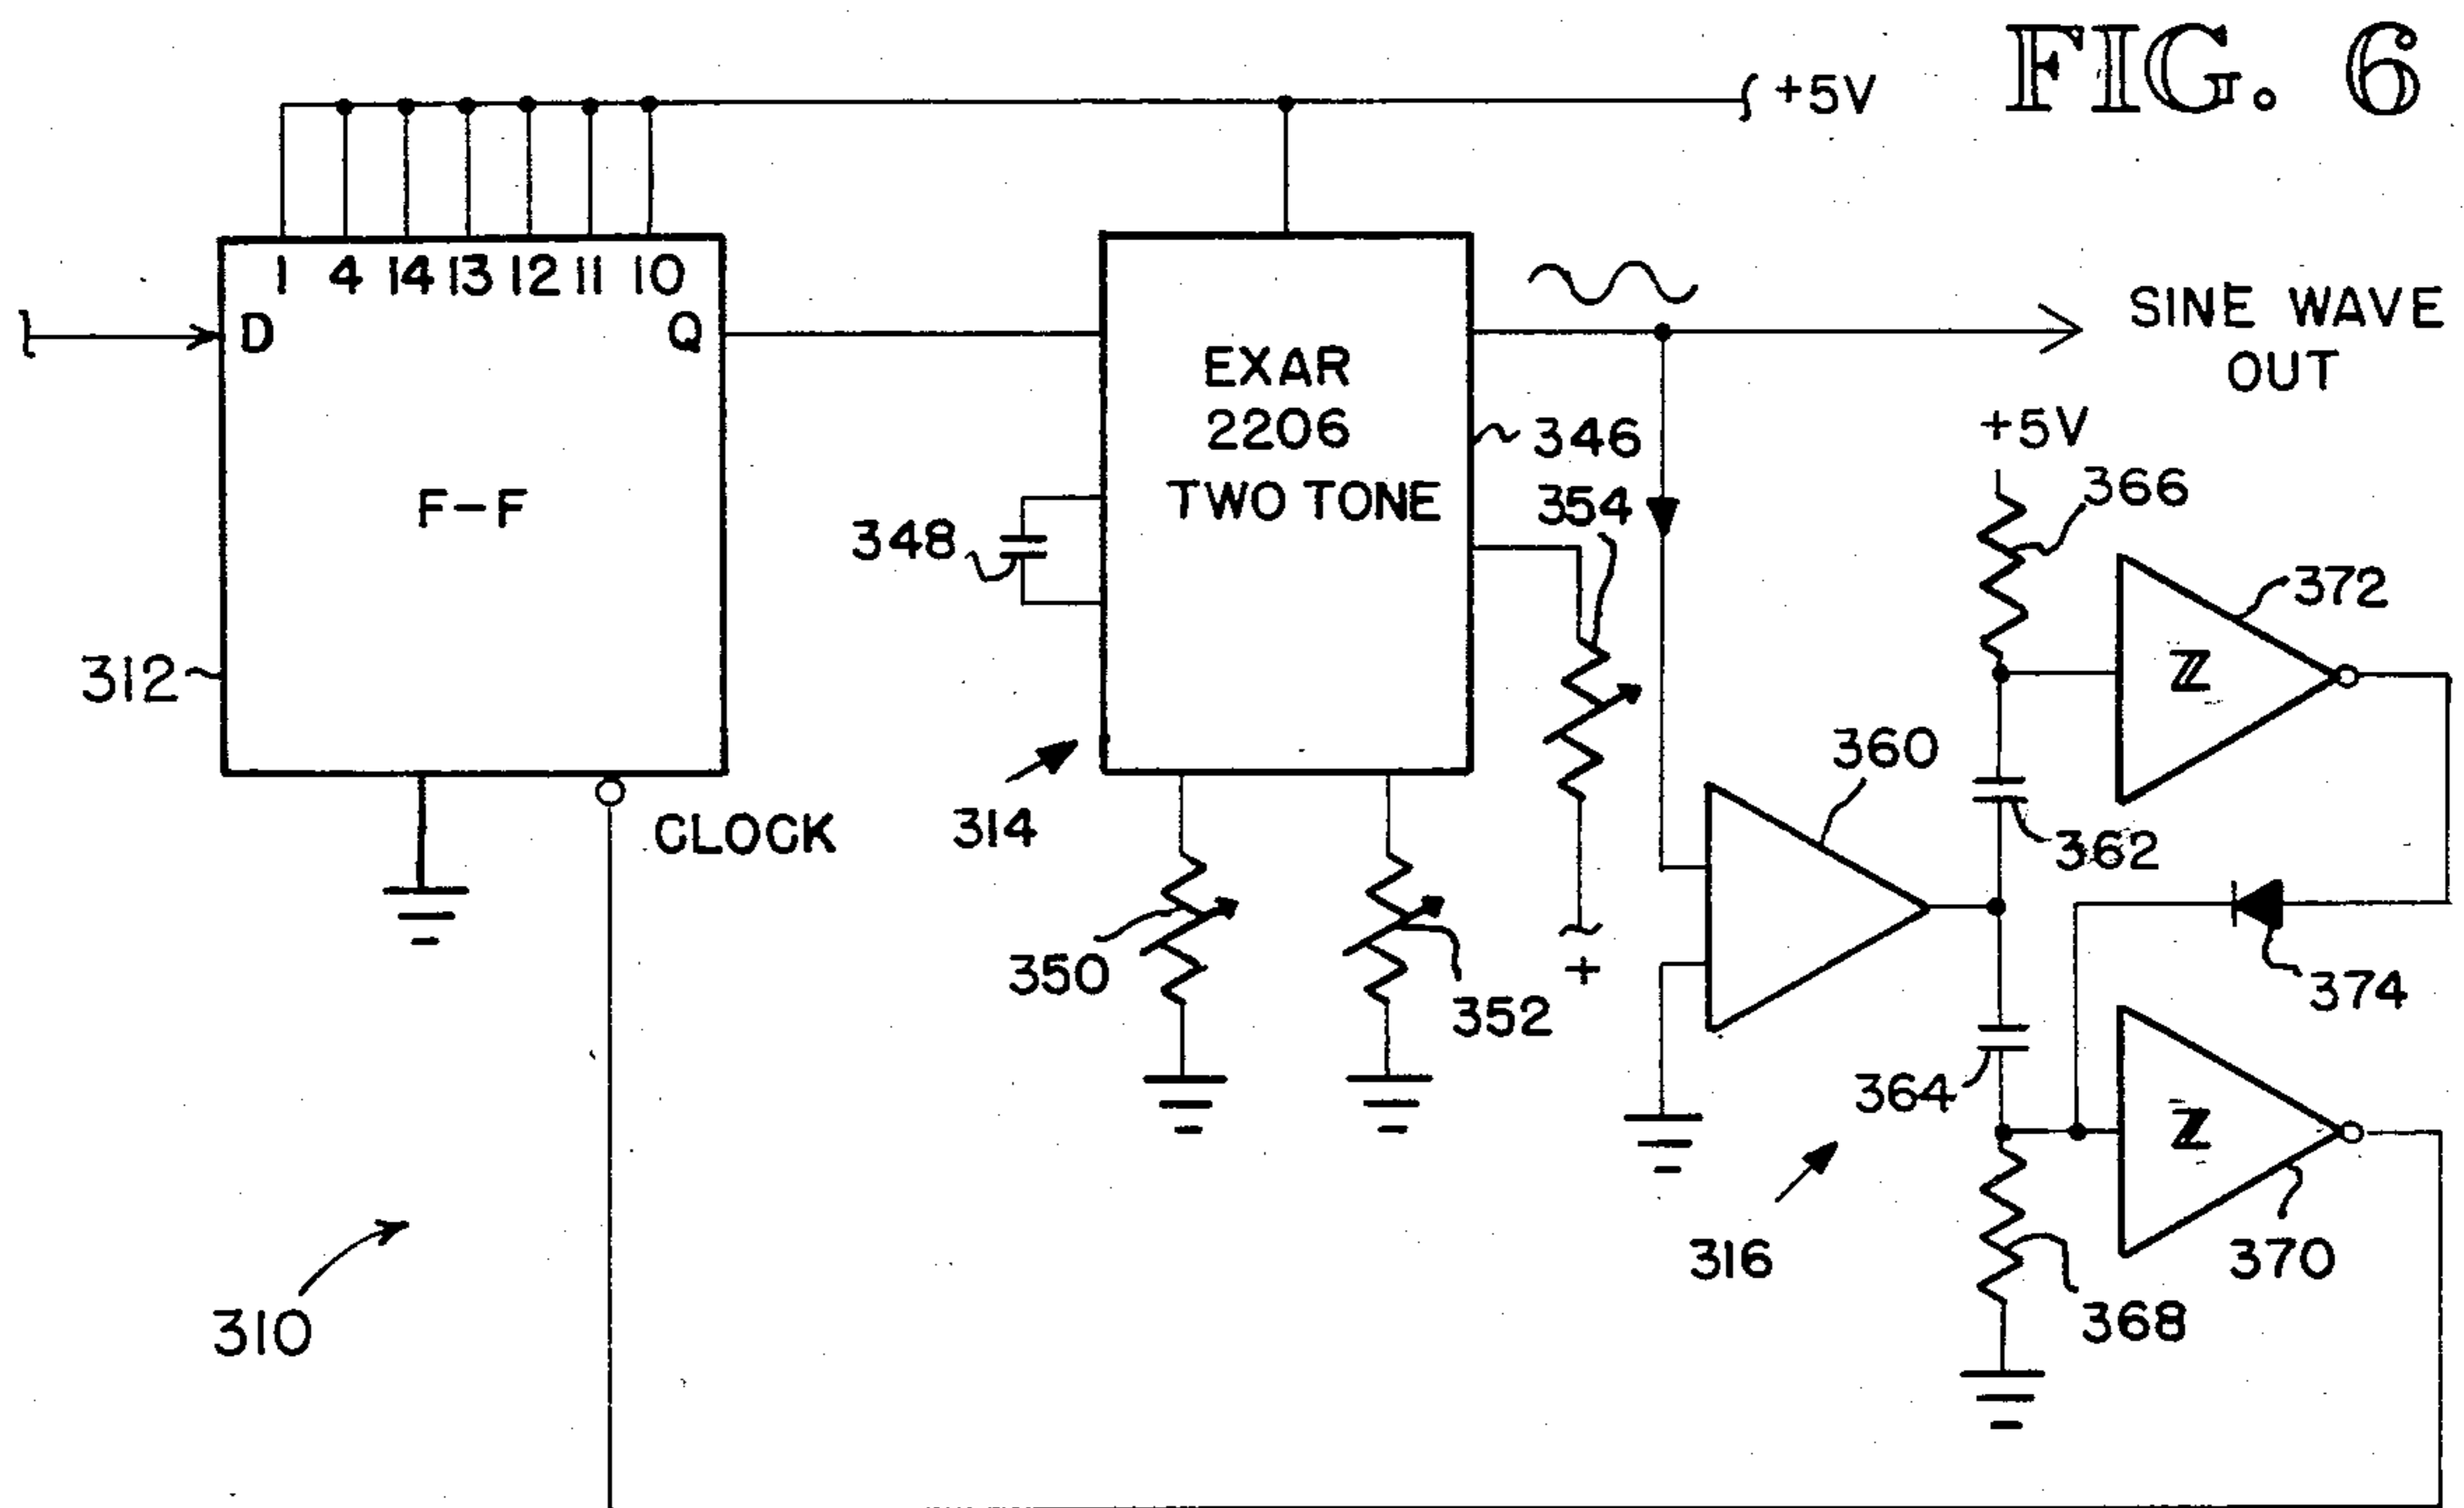 FIG. 6
+5V
1 4 14 13 12 11 10
D
Q
F-F
312
CLOCK
310
EXAR
2206
TWO TONE
348
314
346
354
350
352
+
SINE WAVE
OUT
+5V
366
372
Z
360
362
374
364
Z
370
316
368